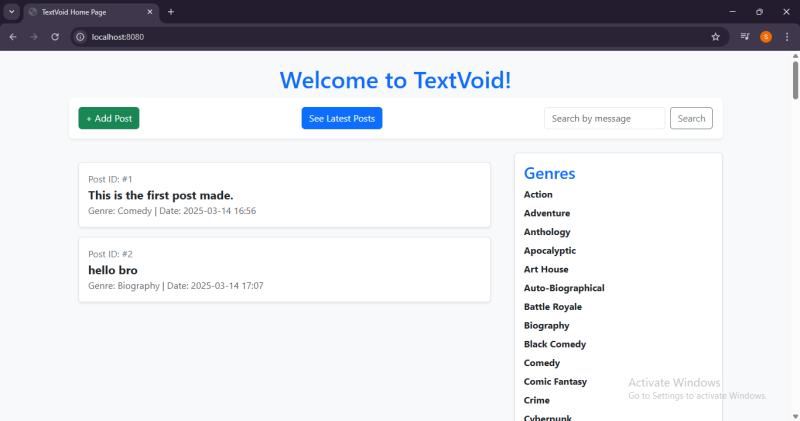 TextVoid Home Page
localhost:8080
S
Welcome to TextVoid!
+ Add Post
See Latest Posts
Search by message
Search
Post ID: #1
This is the first post made.
Genre: Comedy | Date: 2025-03-14 16:56
Post ID: #2
hello bro
Genre: Biography | Date: 2025-03-14 17:07
Genres
Action
Adventure
Anthology
Apocalyptic
Art House
Auto-Biographical
Battle Royale
Biography
Black Comedy
Comedy
Comic Fantasy
Crime
Cyberpunk
Activate Windows
Go to Settings to activate Windows.